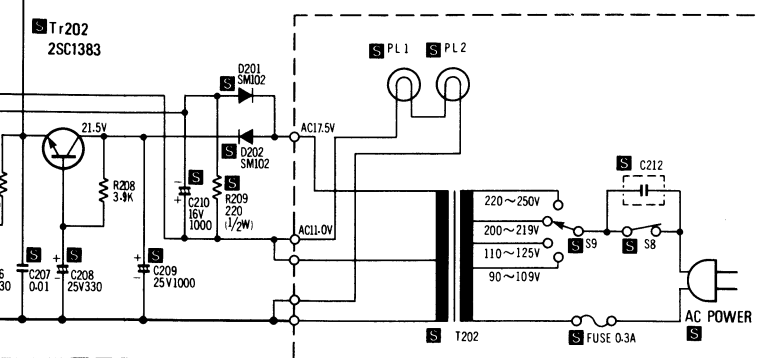 S Tr202
2SC1383
S PL1
S PL2
D201
SM102
S
21.5V
AC17.5V
S
D202
SM102
S C212
R208
3.9K
S
C210
16V
1000
S
R209
220
(1/2W)
220~250V
200~219V
110~125V
90~109V
AC11.0V
S S9
S S8
S
C207
0.01
S
C208
25V330
S
C209
25V1000
6
30
S T202
S FUSE 0.3A
AC POWER
S